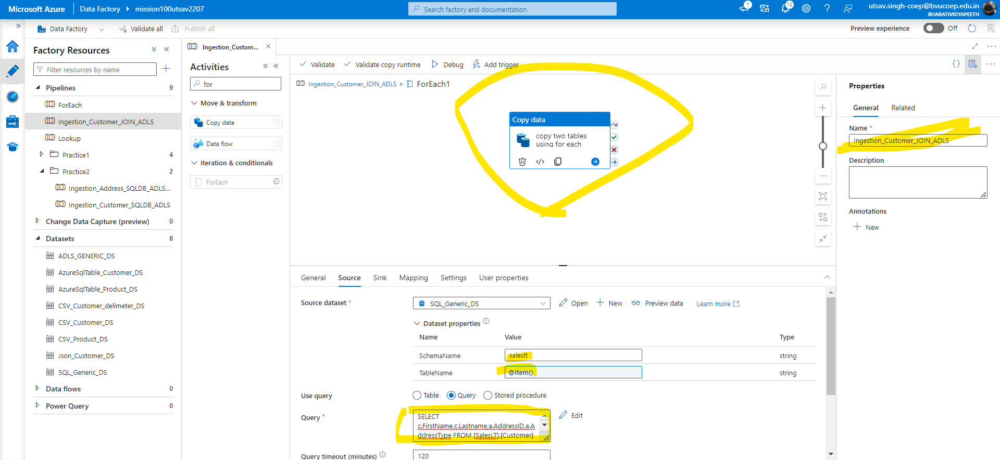 Microsoft Azure
Data Factory
mission100utsav2207
Search factory and documentation
1
12
utsav.singh-coep@bvucoep.edu.in
BHARATIVIDYAPEETH
Data Factory
Validate all
Publish all
Preview experience
Off
Factory Resources
Filter resources by name
Pipelines
9
ForEach
Ingestion_Customer_JOIN_ADLS
Lookup
Practice1
4
Practice2
2
Ingestion_Address_SQLDB_ADLS...
Ingestion_Customer_SQLDB_ADLS
Change Data Capture (preview)
0
Datasets
8
ADLS_GENERIC_DS
AzureSqlTable_Customer_DS
AzureSqlTable_Product_DS
CSV_Customer_delimeter_DS
CSV_Customer_DS
CSV_Product_DS
Json_Customer_DS
SQL_Generic_DS
Data flows
0
Power Query
0
Ingestion_Custom...
Activities
for
Move & transform
Copy data
Data flow
Iteration & conditionals
ForEach
Validate
Validate copy runtime
Debug
Add trigger
Ingestion_Customer_JOIN_ADLS > ForEach1
Copy data
copy two tables
using for each
General
Source
Sink
Mapping
Settings
User properties
Source dataset *
SQL_Generic_DS
Open
New
Preview data
Learn more
Dataset properties
Name
Value
Type
SchemaName
saleslt
string
TableName
@item()
string
Use query
Table
Query
Stored procedure
Query *
SELECT
c.FirstName,c.Lastname,a.AddressID,a.A
ddressType FROM [SalesLT].[Customer]
Edit
Query timeout (minutes)
120
Properties
General
Related
Name *
Ingestion_Customer_JOIN_ADLS
Description
Annotations
New